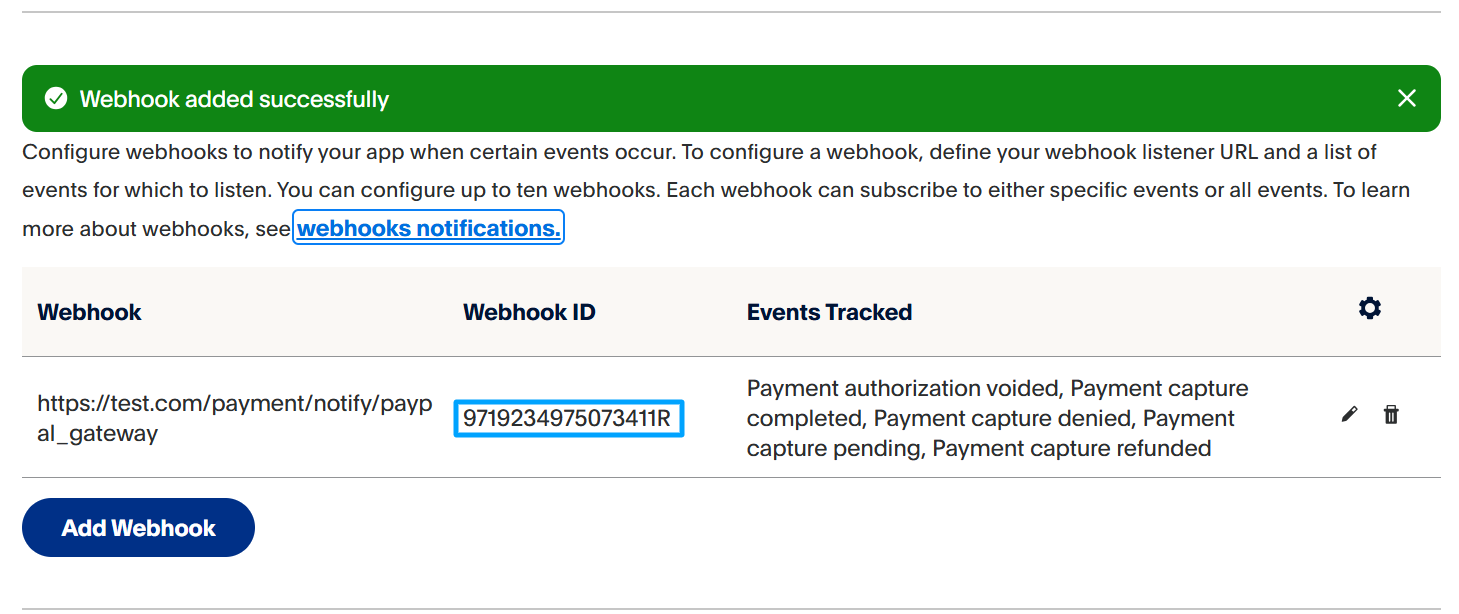 Webhook added successfully
Configure webhooks to notify your app when certain events occur. To configure a webhook, define your webhook listener URL and a list of
events for which to listen. You can configure up to ten webhooks. Each webhook can subscribe to either specific events or all events. To learn
more about webhooks, see webhooks notifications.
Webhook Webhook ID Events Tracked
https://test.com/payment/notify/payp
al_gateway
9719234975073411R
Payment authorization voided, Payment capture
completed, Payment capture denied, Payment
capture pending, Payment capture refunded
Add Webhook